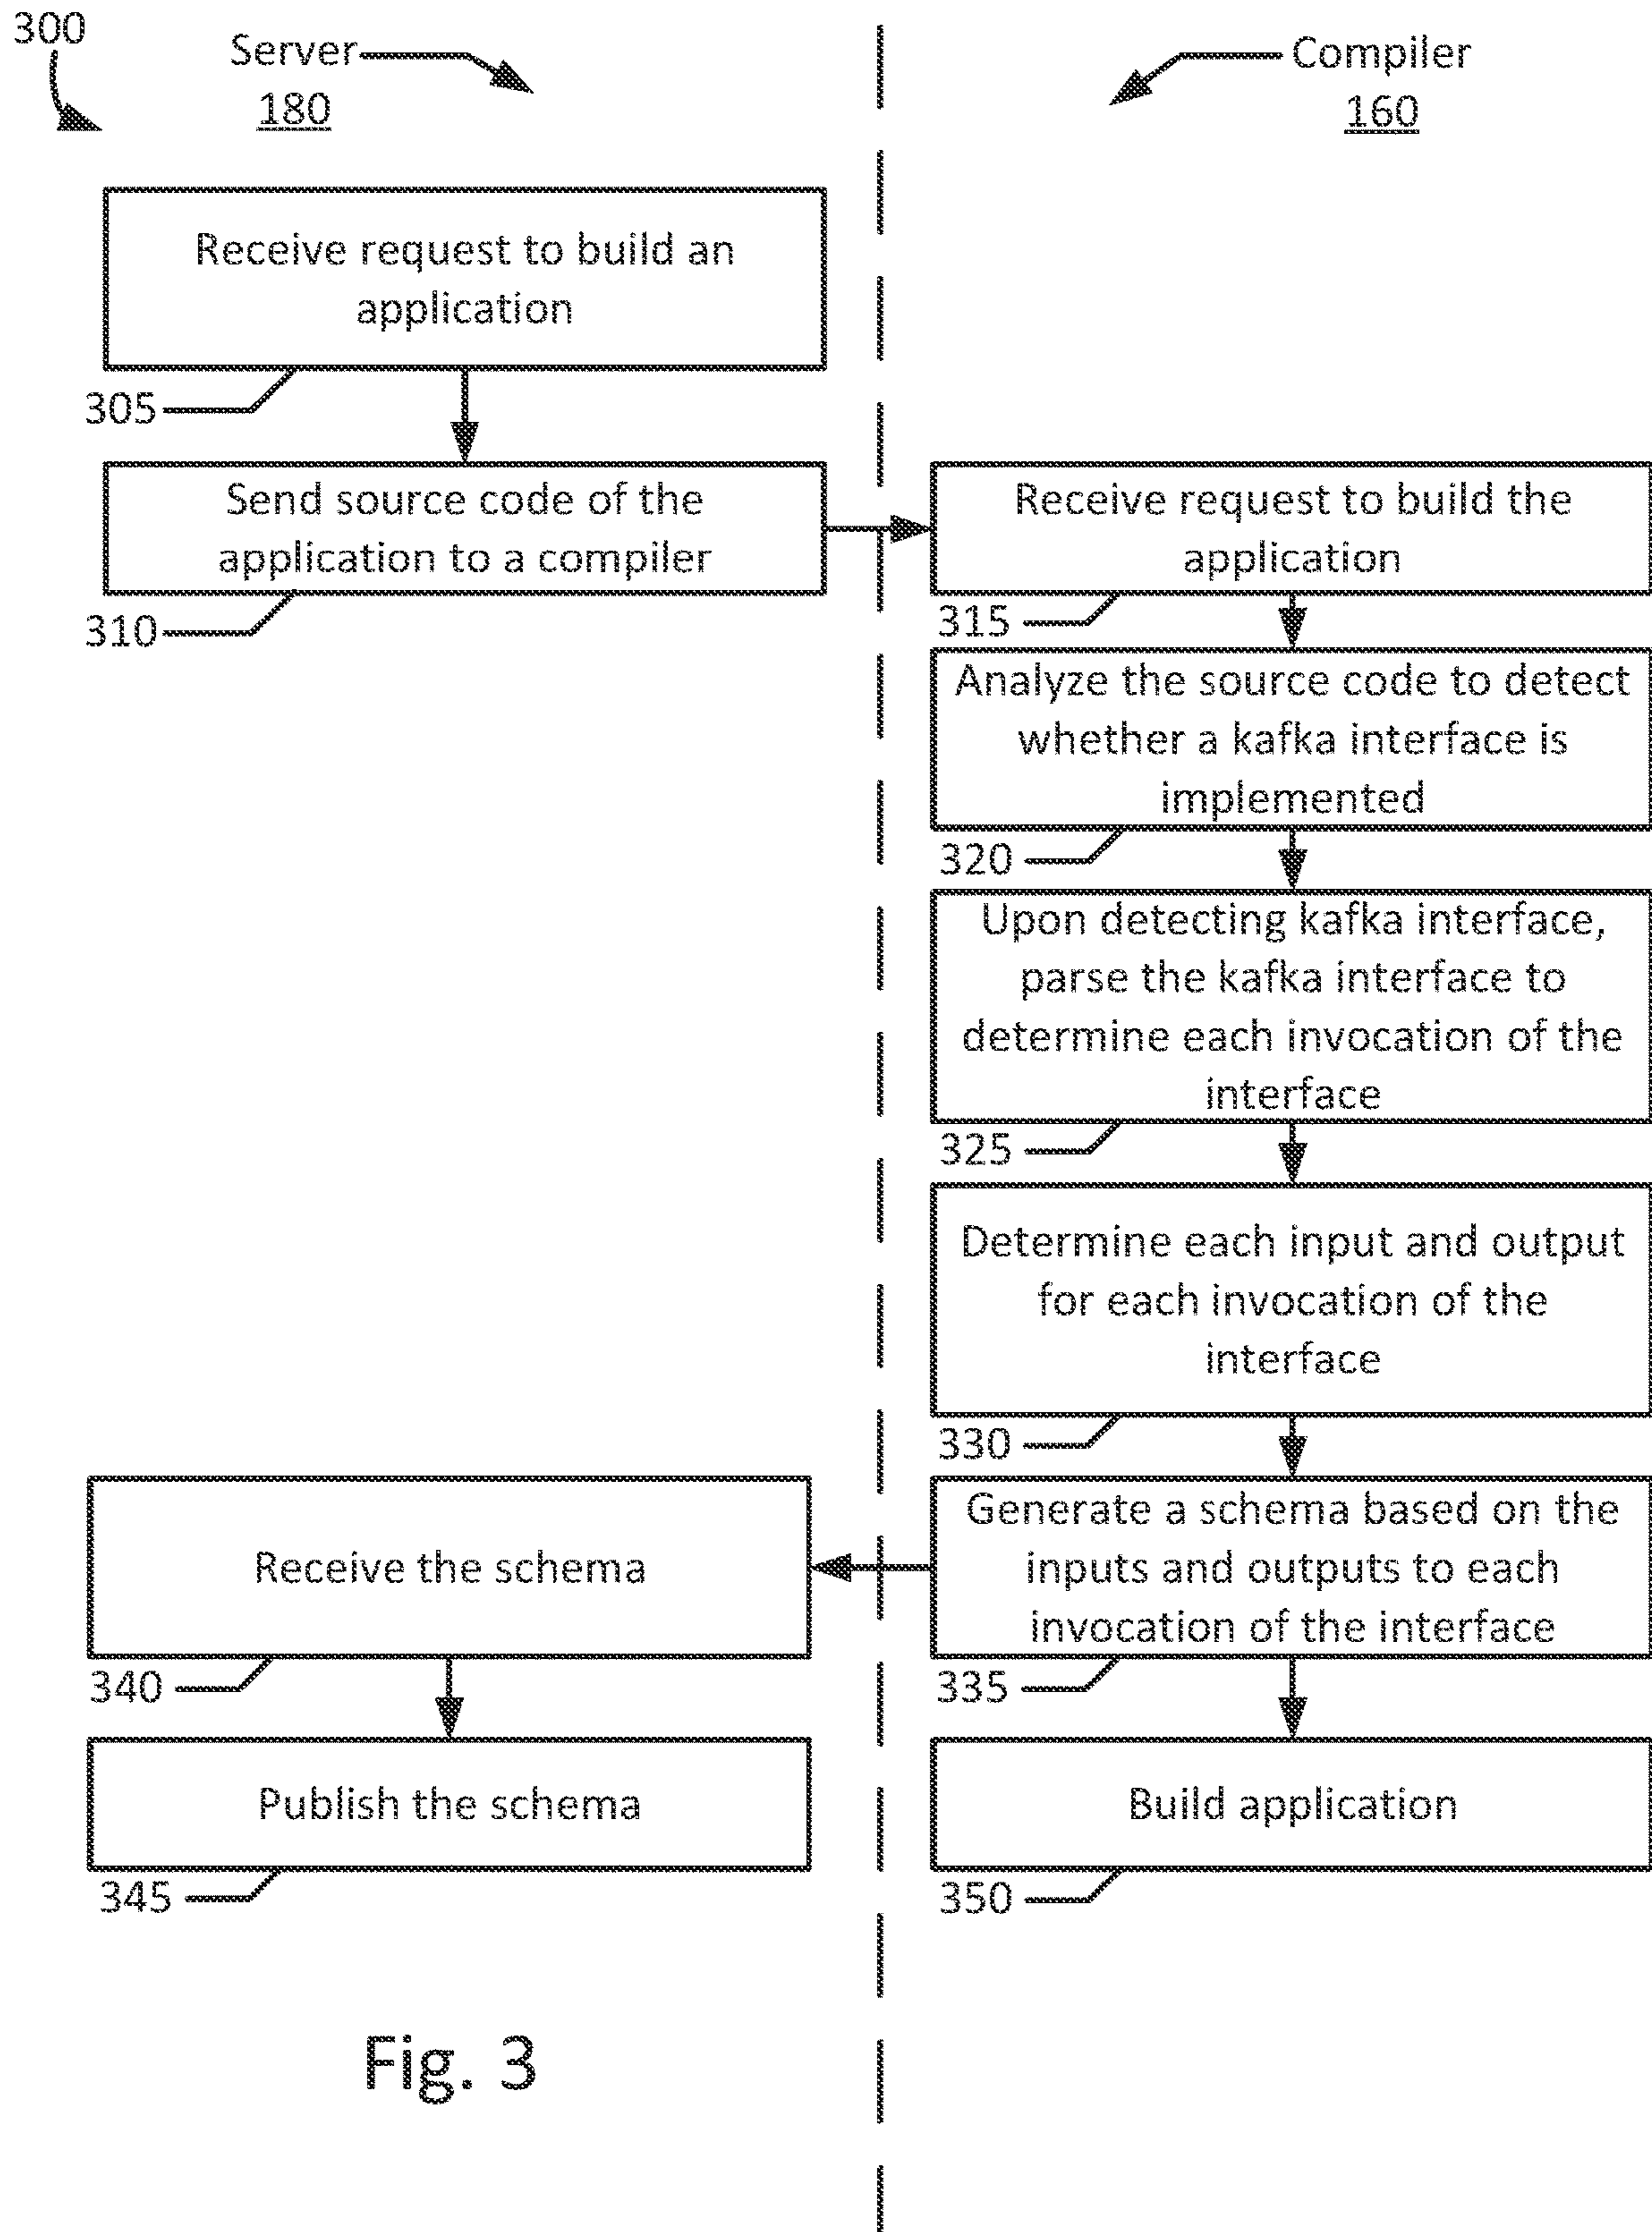 300
Server
180
Compiler
160
Receive request to build an
application
305
Send source code of the
application to a compiler
310
Receive request to build the
application
315
Analyze the source code to detect
whether a kafka interface is
implemented
320
Upon detecting kafka interface,
parse the kafka interface to
determine each invocation of the
interface
325
Determine each input and output
for each invocation of the
interface
330
Generate a schema based on the
inputs and outputs to each
invocation of the interface
335
Receive the schema
340
Publish the schema
345
Build application
350
Fig. 3